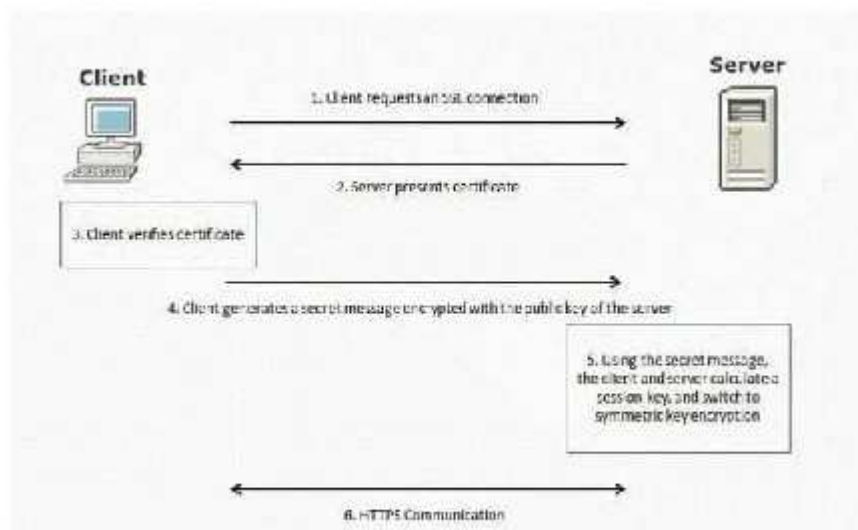 Client
Server
1. Client requests an SSL connection
2. Server presents certificate
3. Client verifies certificate
4. Client generates a secret message encrypted with the public key of the server
5. Using the secret message,
the client and server calculate a
session key, and switch to
symmetric key encryption
6. HTTPS Communication